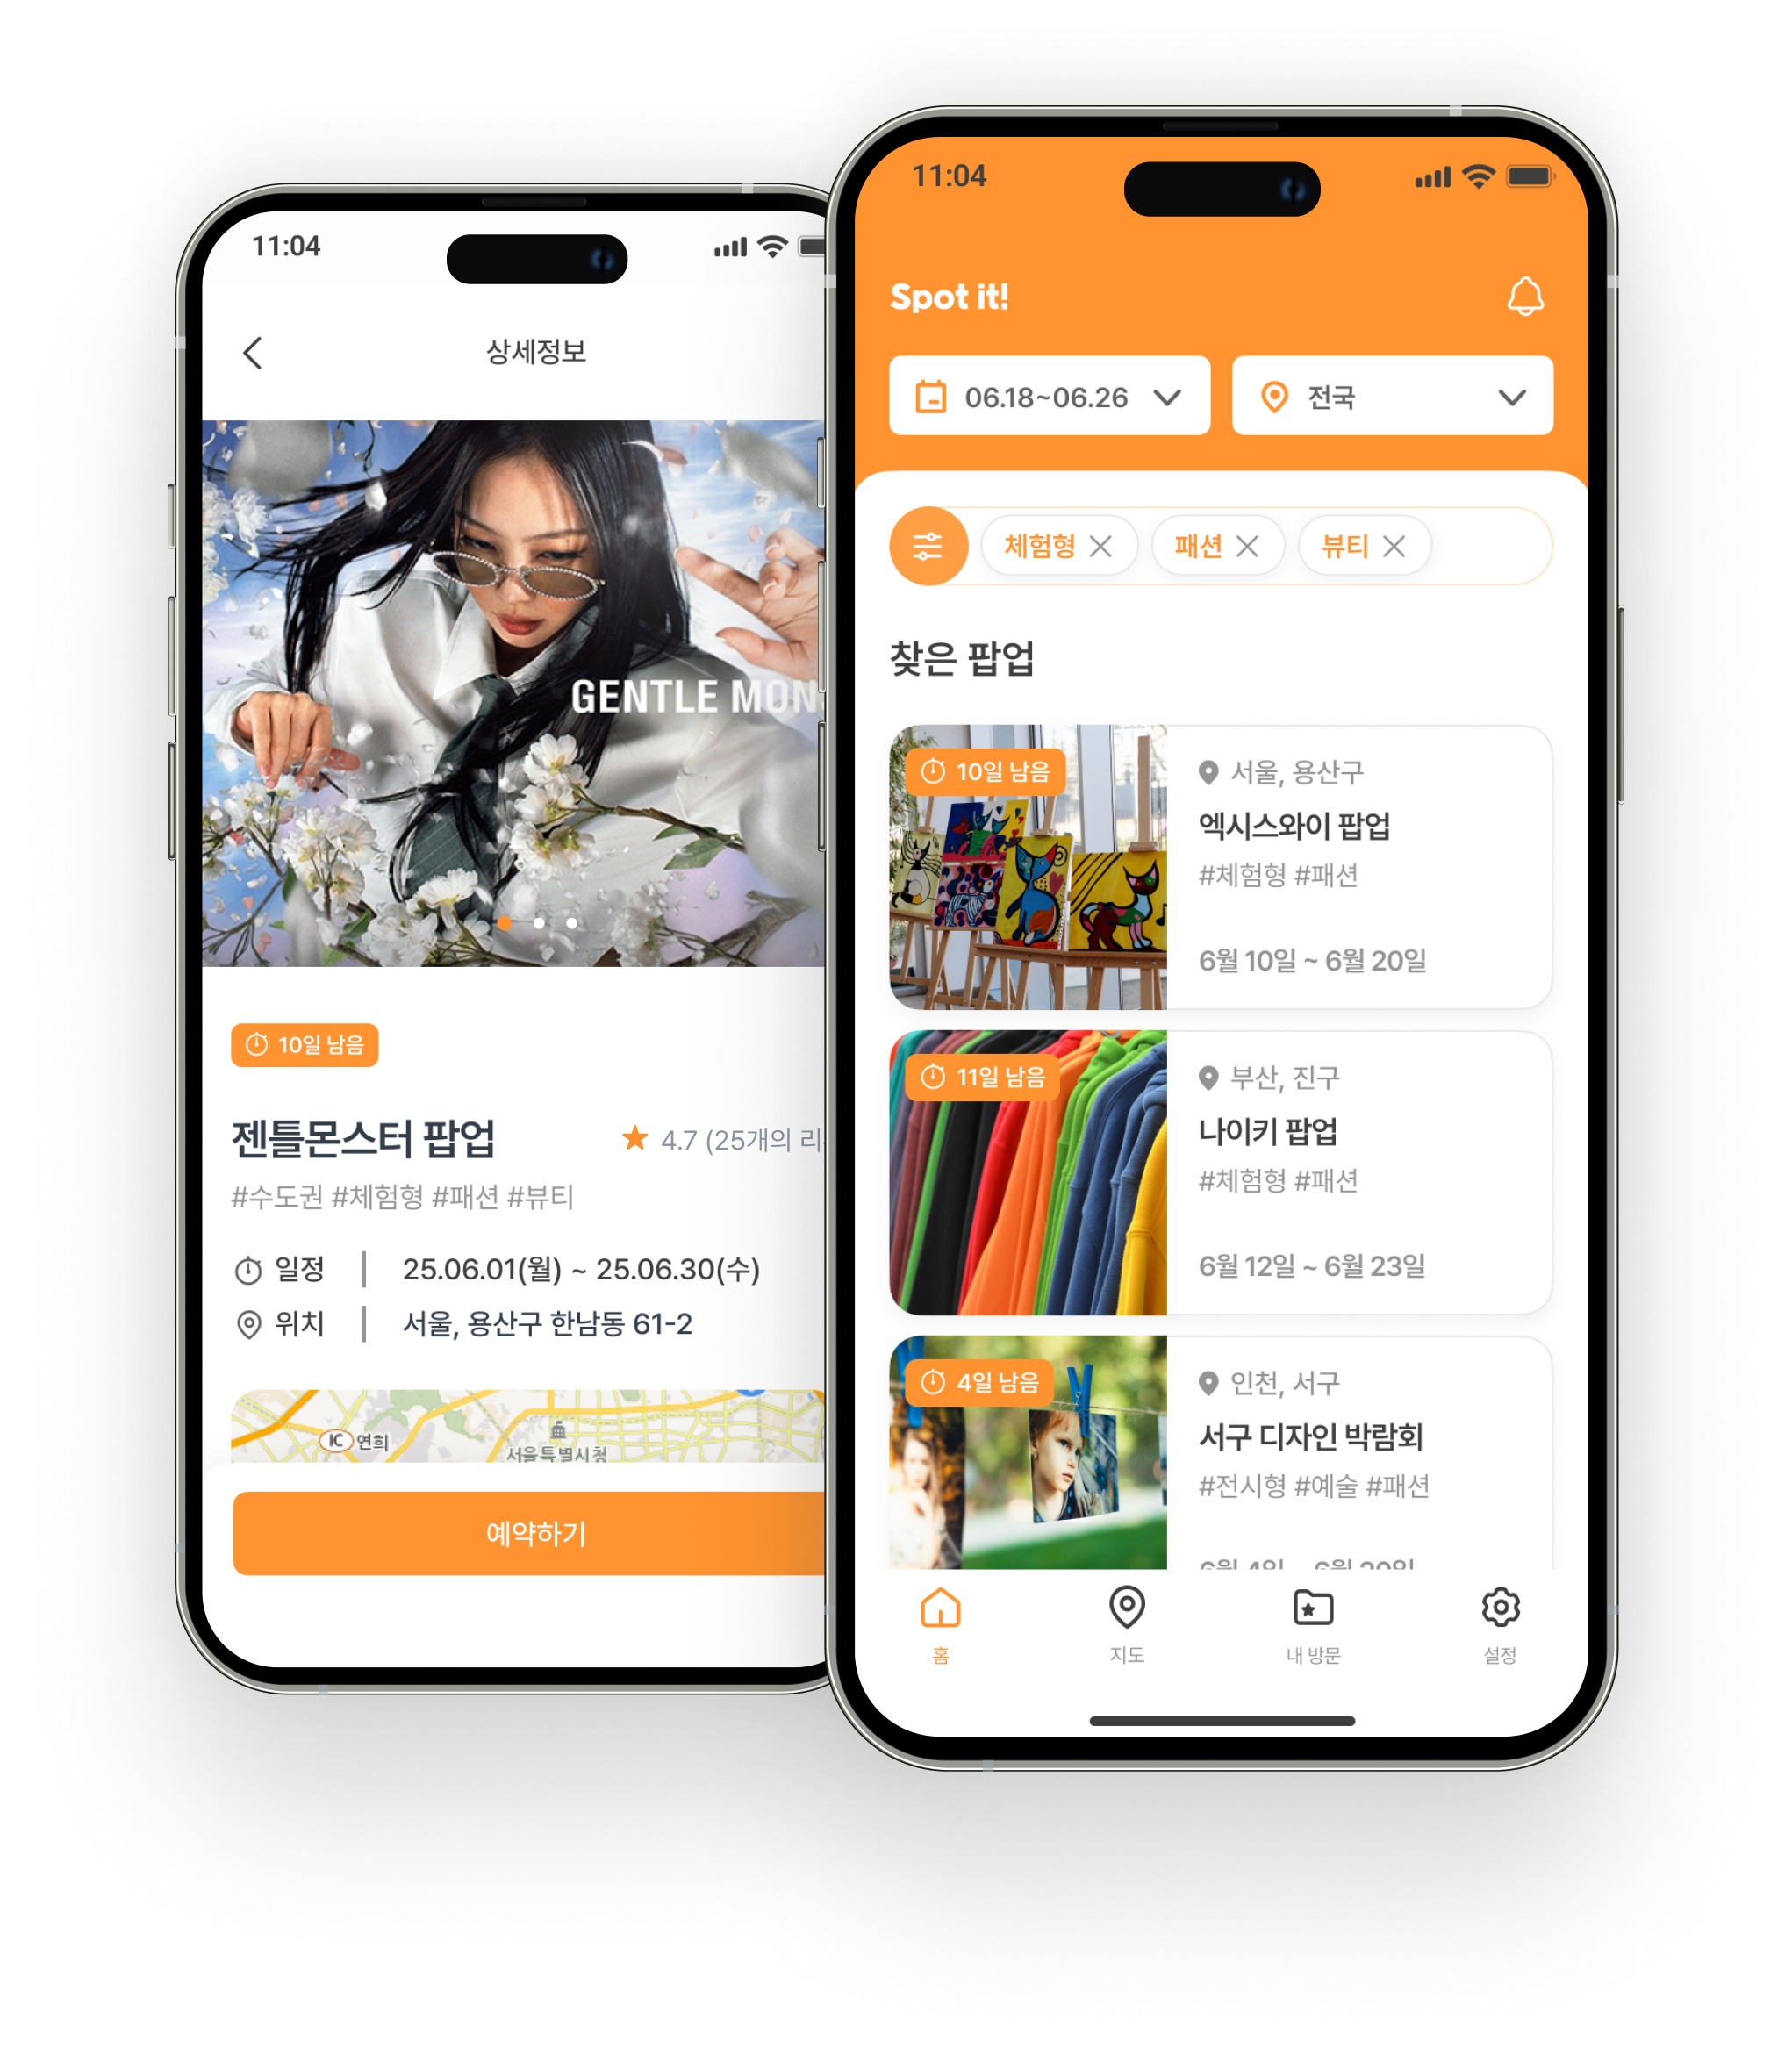 11:04
상세정보
GENTLE MON
10일 남음
젠틀몬스터 팝업
4.7 (25개의 리
#수도권 #체험형 #패션 #뷰티
일정 25.06.01(월) ~ 25.06.30(수)
위치 서울, 용산구 한남동 61-2
IC 연희
서울특별시청
예약하기
11:04
Spot it!
06.18~06.26
전국
체험형
패션
뷰티
찾은 팝업
10일 남음
서울, 용산구
엑시스와이 팝업
#체험형 #패션
6월 10일 ~ 6월 20일
11일 남음
부산, 진구
나이키 팝업
#체험형 #패션
6월 12일 ~ 6월 23일
4일 남음
인천, 서구
서구 디자인 박람회
#전시형 #예술 #패션
홈
지도
내 방문
설정